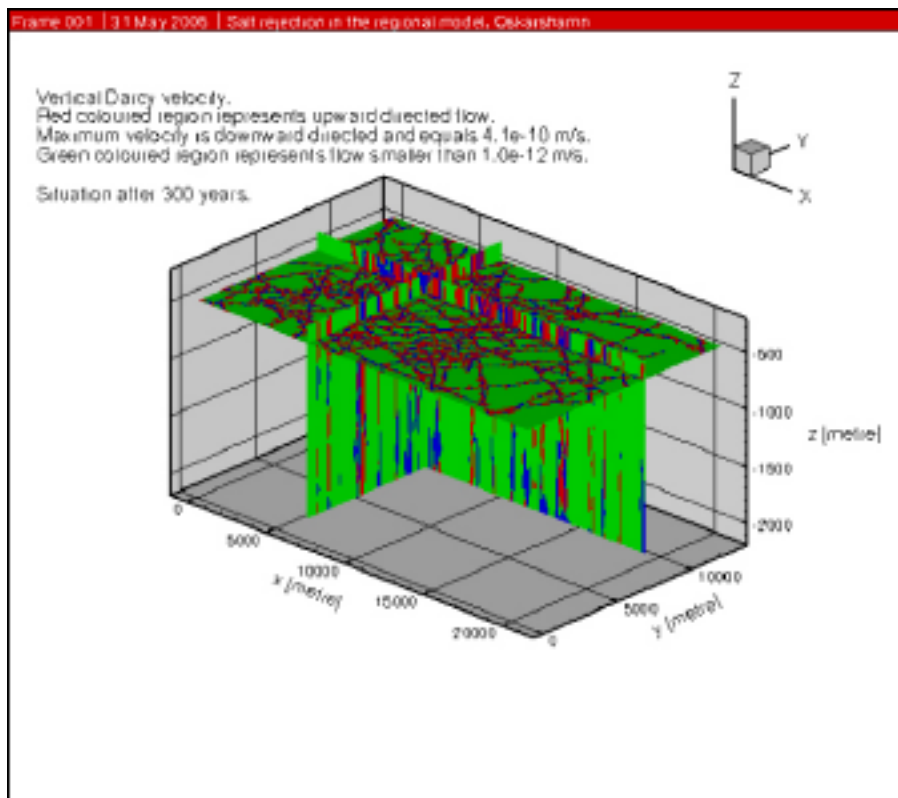 Frame 001 | 31 May 2006 | Salt rejection in the regional model, Oskarshamn
Vertical Darcy velocity.
Red coloured region represents upward directed flow.
Maximum velocity is downward directed and equals 4.1e-10 m/s.
Green coloured region represents flow smaller than 1.0e-12 m/s.
Situation after 300 years.
Z
Y
X
-500
-1000
z [metre]
-1500
-2000
0
5000
10000
x [metre]
15000
20000
0
5000
y [metre]
10000